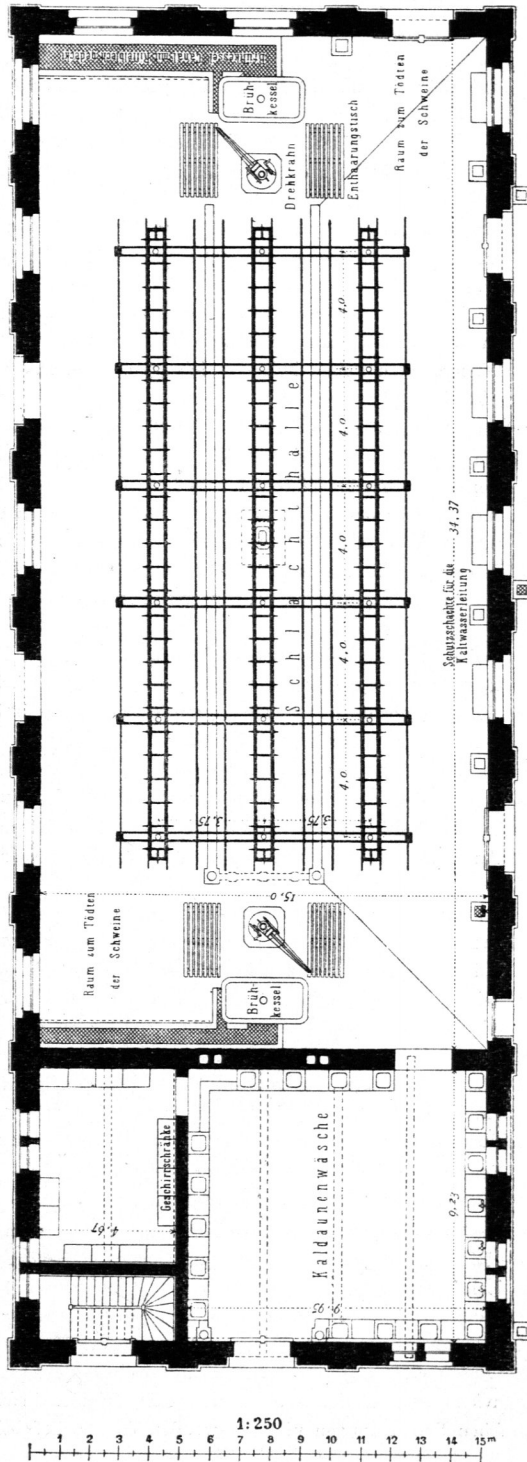 Brüh-
kessel
Drehkrahn
Enthaarungstisch
Raum zum Tödten
der Schweine
4,0
4,0
4,0
4,0
4,0
Schlachthalle
34,37
Schutzschachte für die
Kaltwasserleitung
3,75
3,75
15,0
Raum zum Tödten
der Schweine
Brüh-
kessel
Geschirrschränke
4,67
Kaldaunenwäsche
9,23
9,95
1:250
1 2 3 4 5 6 7 8 9 10 11 12 13 14 15m